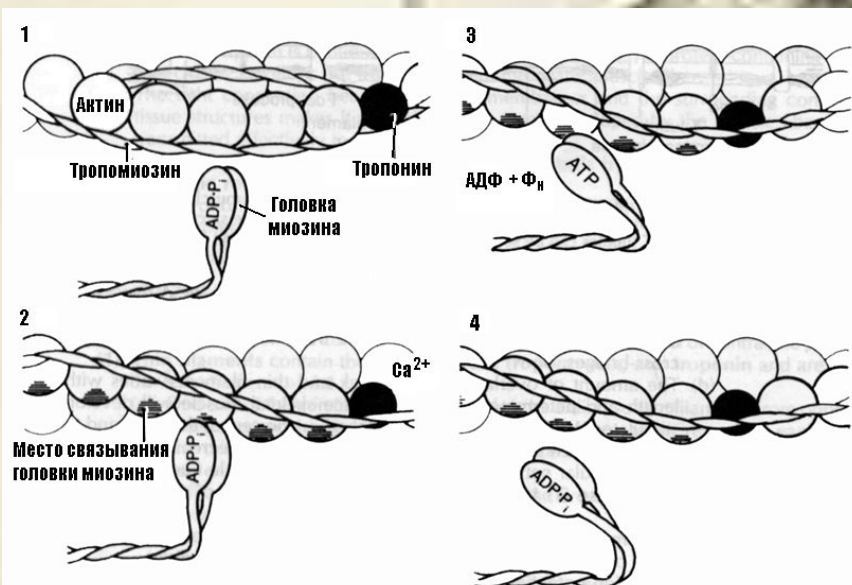 1
Актин
Тропомиозин
Тропонин
ADP·Pi
Головка
миозина
2
Ca²⁺
Место связывания
головки миозина
ADP·Pi
3
АДФ + Фн
ATP
4
ADP·Pi